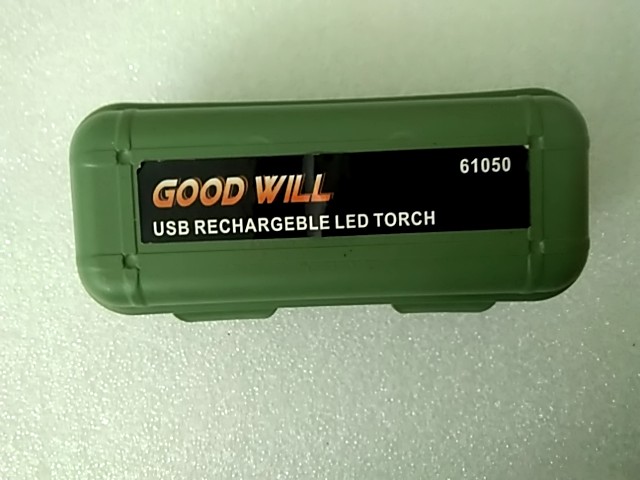 GOOD WILL
61050
USB RECHARGEBLE LED TORCH